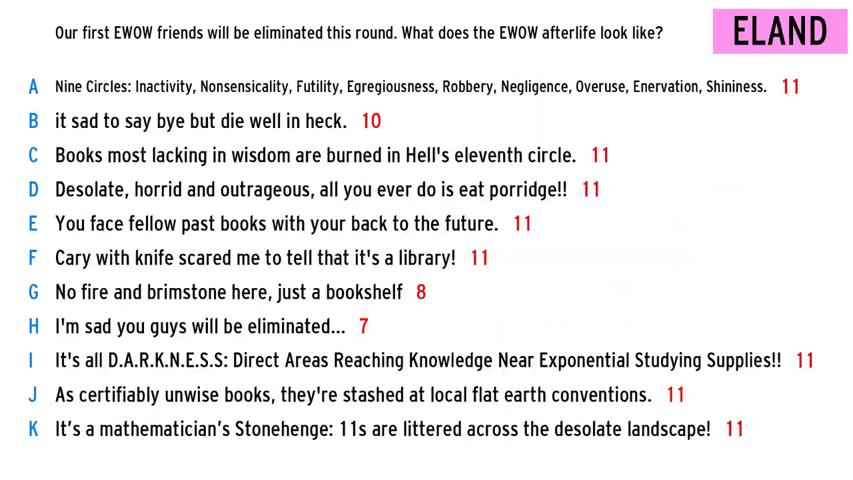 Our first EWOW friends will be eliminated this round. What does the EWOW afterlife look like?
ELAND
A Nine Circles: Inactivity, Nonsensicality, Futility, Egregiousness, Robbery, Negligence, Overuse, Enervation, Shininess. 11
B it sad to say bye but die well in heck. 10
C Books most lacking in wisdom are burned in Hell's eleventh circle. 11
D Desolate, horrid and outrageous, all you ever do is eat porridge!! 11
E You face fellow past books with your back to the future. 11
F Cary with knife scared me to tell that it's a library! 11
G No fire and brimstone here, just a bookshelf 8
H I'm sad you guys will be eliminated... 7
I It's all D.A.R.K.N.E.S.S: Direct Areas Reaching Knowledge Near Exponential Studying Supplies!! 11
J As certifiably unwise books, they're stashed at local flat earth conventions. 11
K It’s a mathematician’s Stonehenge: 11s are littered across the desolate landscape! 11